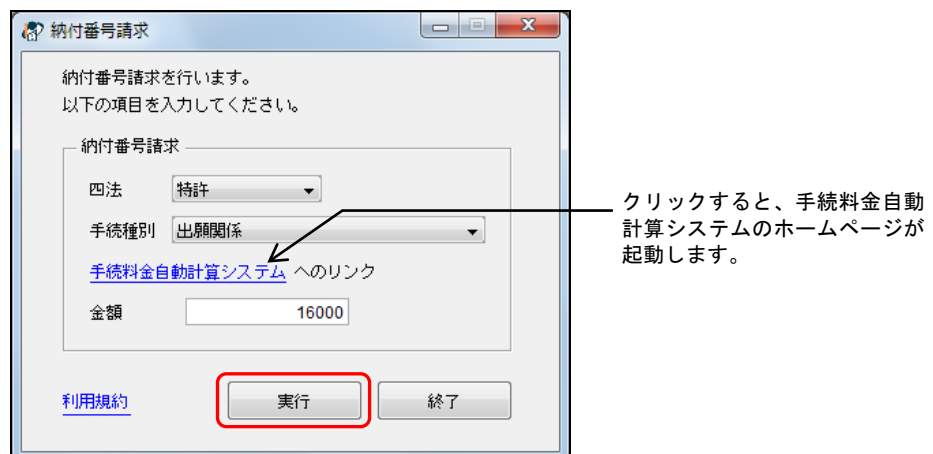 納付番号請求
納付番号請求を行います。
以下の項目を入力してください。
納付番号請求
四法 特許
手続種別 出願関係
手続料金自動計算システム へのリンク
金額 16000
利用規約 実行 終了
クリックすると、手続料金自動
計算システムのホームページが
起動します。